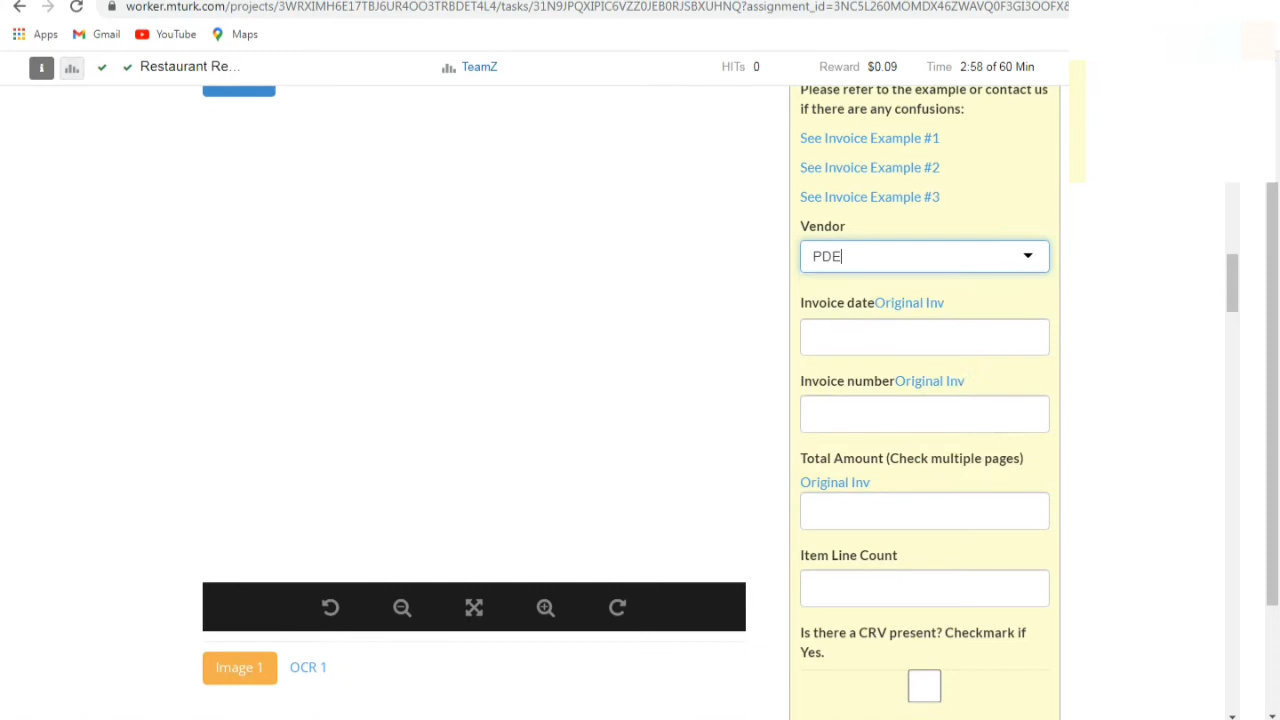 worker.mturk.com/projects/3WRXIMH6E17TBJ6UR4OO3TRBDET4L4/tasks/31N9JPQXIPIC6VZZ0JEB0RJSBXUHNQ?assignment_id=3NC5L260MOMDX46ZWAVQ0F3GI3OOFX&
Apps Gmail YouTube Maps
Restaurant Re... TeamZ HITs 0 Reward $0.09 Time 2:58 of 60 Min
Please refer to the example or contact us
if there are any confusions:
See Invoice Example #1
See Invoice Example #2
See Invoice Example #3
Vendor
PDE
Invoice dateOriginal Inv
Invoice numberOriginal Inv
Total Amount (Check multiple pages)
Original Inv
Item Line Count
Is there a CRV present? Checkmark if
Yes.
Image 1 OCR 1